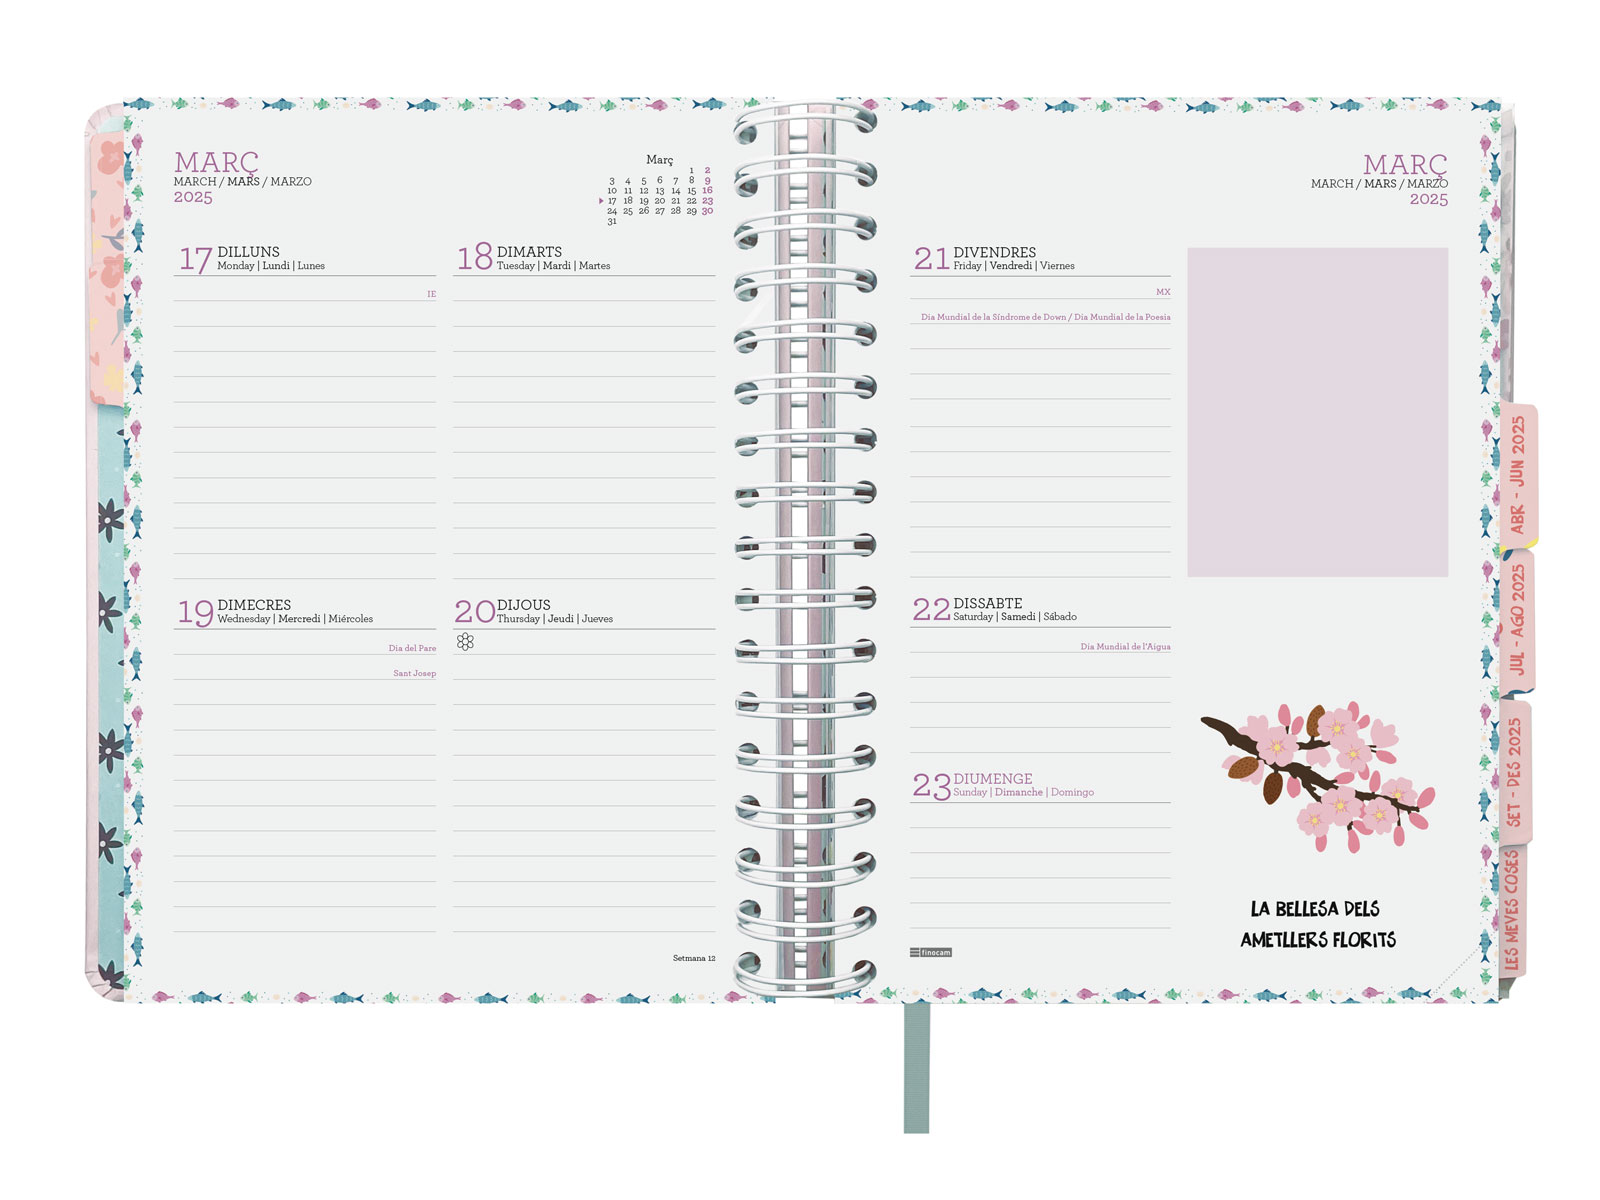 MARÇ
MARCH / MARS / MARZO
2025
Març
1 2
3 4 5 6 7 8 9
10 11 12 13 14 15 16
17 18 19 20 21 22 23
24 25 26 27 28 29 30
31
17 DILLUNS
Monday | Lundi | Lunes
IE
18 DIMARTS
Tuesday | Mardi | Martes
19 DIMECRES
Wednesday | Mercredi | Miércoles
Dia del Pare
Sant Josep
20 DIJOUS
Thursday | Jeudi | Jueves
Setmana 12
MARÇ
MARCH / MARS / MARZO
2025
21 DIVENDRES
Friday | Vendredi | Viernes
MX
Dia Mundial de la Síndrome de Down / Dia Mundial de la Poesia
22 DISSABTE
Saturday | Samedi | Sábado
Dia Mundial de l'Aigua
23 DIUMENGE
Sunday | Dimanche | Domingo
finocam
LA BELLESA DELS
AMETLLERS FLORITS
ABR - JUN 2025
JUL - AGO 2025
SET - DES 2025
LES MEVES COSES